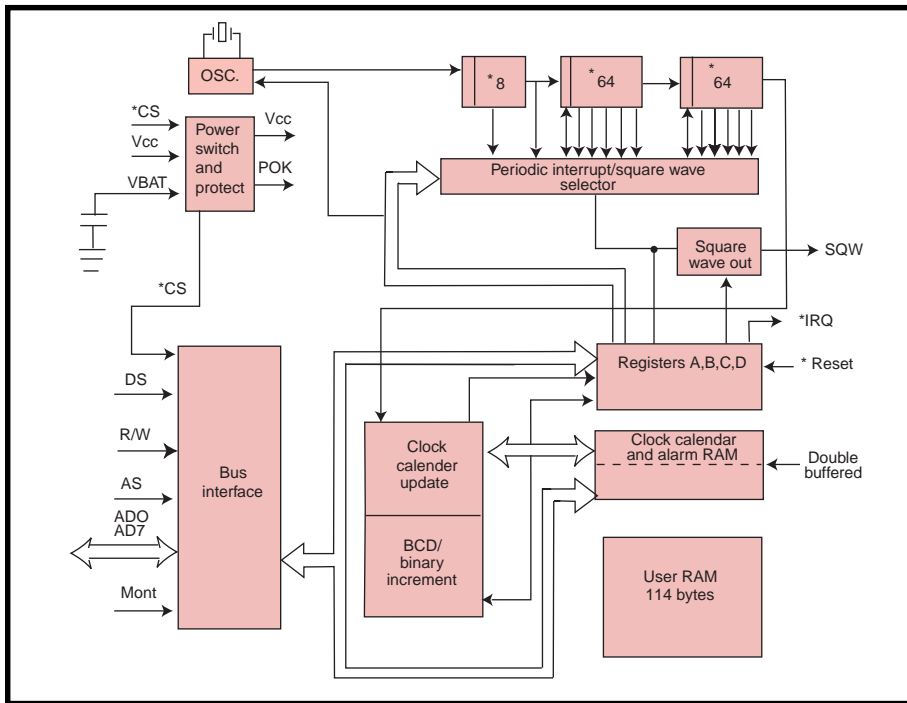 OSC.
*8
*64
*64
*CS
Vcc
VBAT
Power
switch
and
protect
Vcc
POK
Periodic interrupt/square wave
selector
Square
wave out
SQW
*CS
*IRQ
Registers A,B,C,D
* Reset
DS
R/W
AS
ADO
AD7
Mont
Bus
interface
Clock
calender
update
BCD/
binary
increment
Clock calendar
and alarm RAM
Double
buffered
User RAM
114 bytes